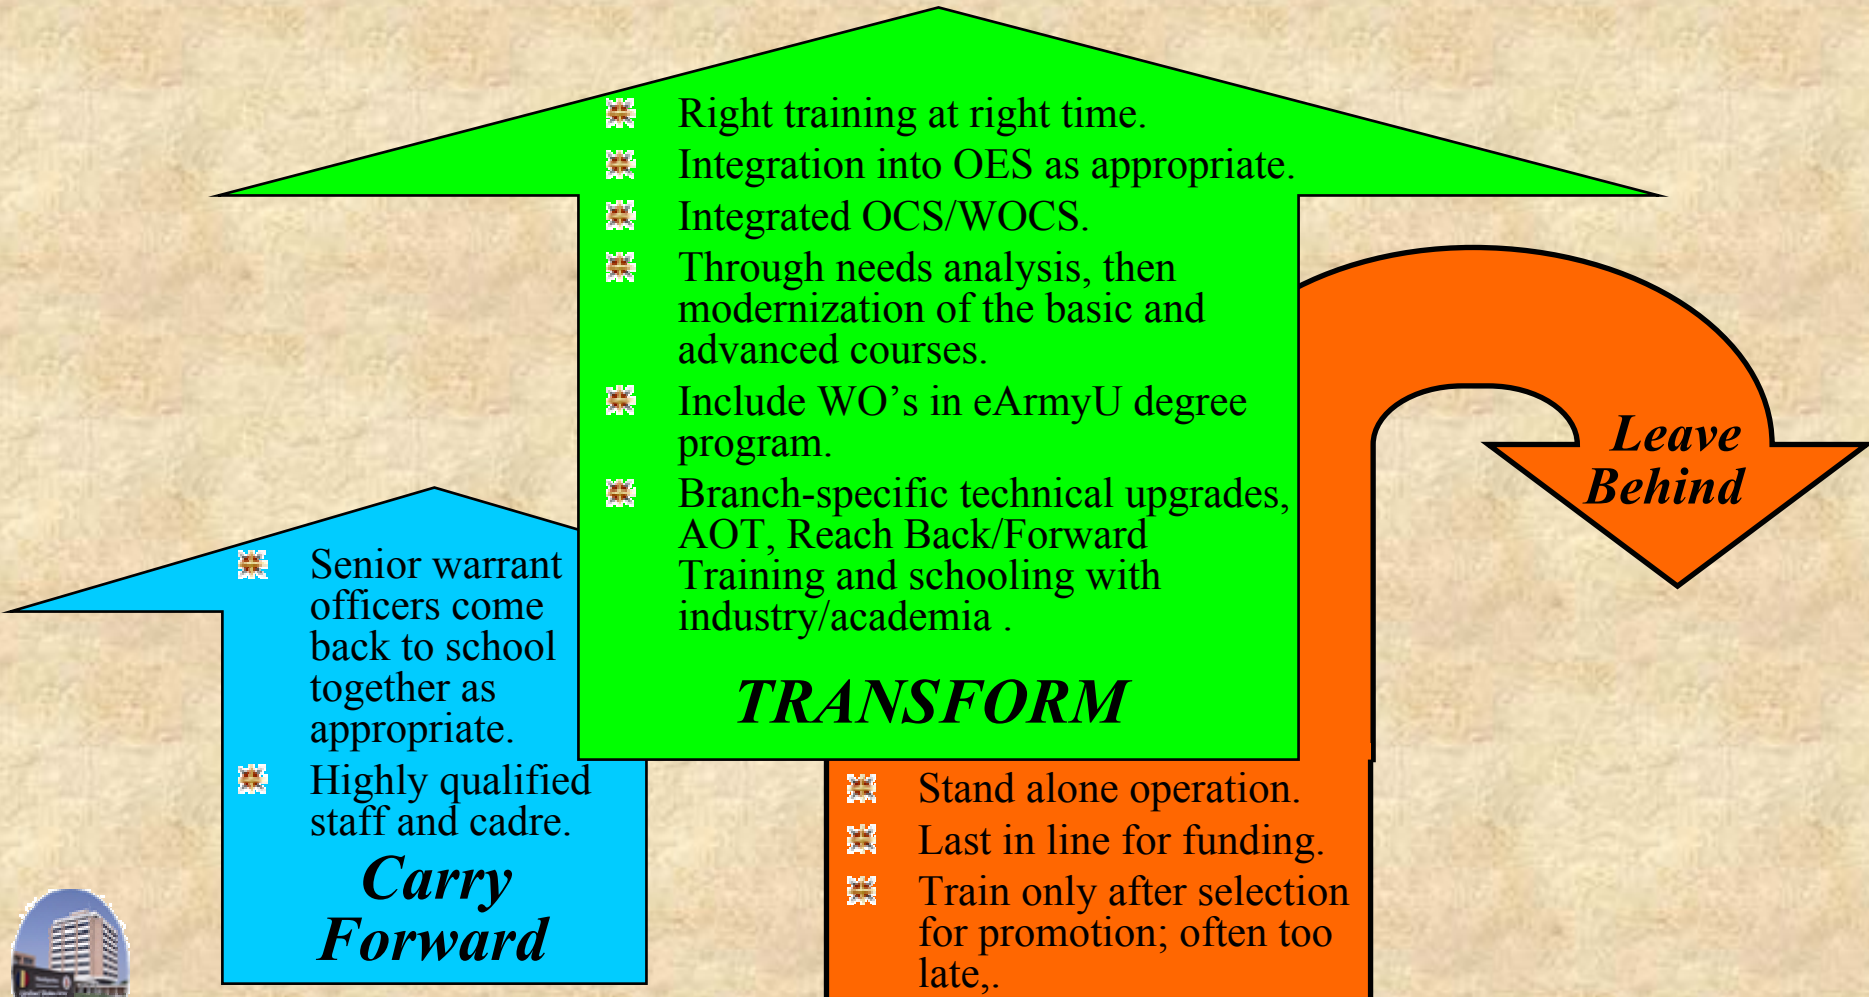 Right training at right time.
Integration into OES as appropriate.
Integrated OCS/WOCS.
Through needs analysis, then
modernization of the basic and
advanced courses.
Include WO’s in eArmyU degree
program.
Branch-specific technical upgrades,
AOT, Reach Back/Forward
Training and schooling with
industry/academia .
TRANSFORM
Leave
Behind
Senior warrant
officers come
back to school
together as
appropriate.
Highly qualified
staff and cadre.
Carry
Forward
Stand alone operation.
Last in line for funding.
Train only after selection
for promotion; often too
late,.